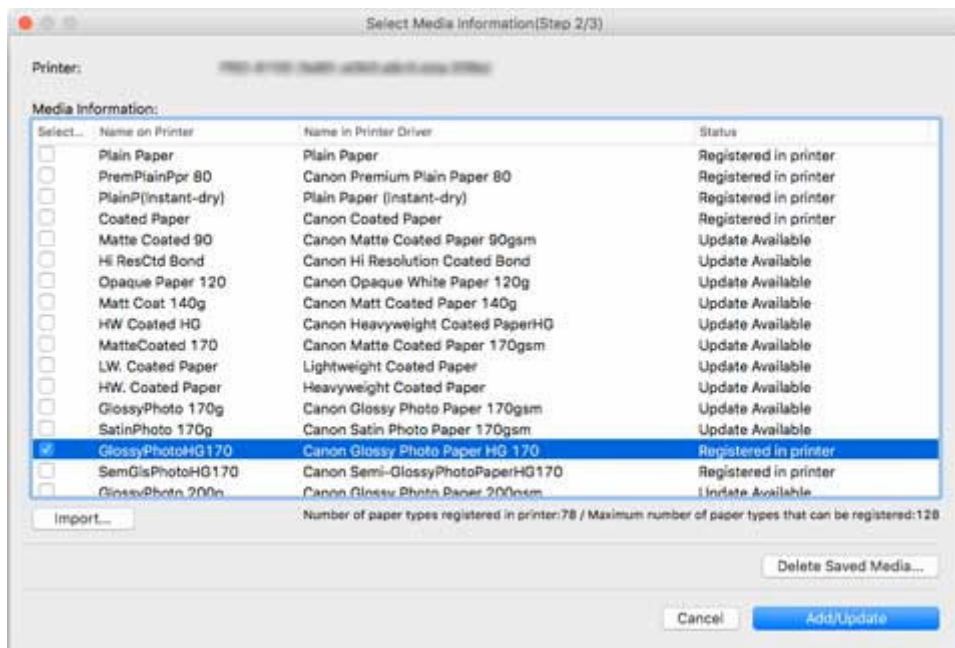 Select Media Information(Step 2/3)
Printer:
Media Information:
Select... Name on Printer Name in Printer Driver Status
Plain Paper Plain Paper Registered in printer
PremPlainPpr 80 Canon Premium Plain Paper 80 Registered in printer
PlainP(Instant-dry) Plain Paper (Instant-dry) Registered in printer
Coated Paper Canon Coated Paper Registered in printer
Matte Coated 90 Canon Matte Coated Paper 90gsm Update Available
Hi ResCtd Bond Canon Hi Resolution Coated Bond Update Available
Opaque Paper 120 Canon Opaque White Paper 120g Update Available
Matt Coat 140g Canon Matt Coated Paper 140g Update Available
HW Coated HG Canon Heavyweight Coated PaperHG Update Available
MatteCoated 170 Canon Matte Coated Paper 170gsm Update Available
LW. Coated Paper Lightweight Coated Paper Update Available
HW. Coated Paper Heavyweight Coated Paper Update Available
GlossyPhoto 170g Canon Glossy Photo Paper 170gsm Update Available
SatinPhoto 170g Canon Satin Photo Paper 170gsm Update Available
GlossyPhotoHG170 Canon Glossy Photo Paper HG 170 Registered in printer
SemGlsPhotoHG170 Canon Semi-GlossyPhotoPaperHG170 Registered in printer
GlossyPhoto 200g Canon Glossy Photo Paper 200gsm Update Available
Import... Number of paper types registered in printer:78 / Maximum number of paper types that can be registered:128
Delete Saved Media...
Cancel Add/Update